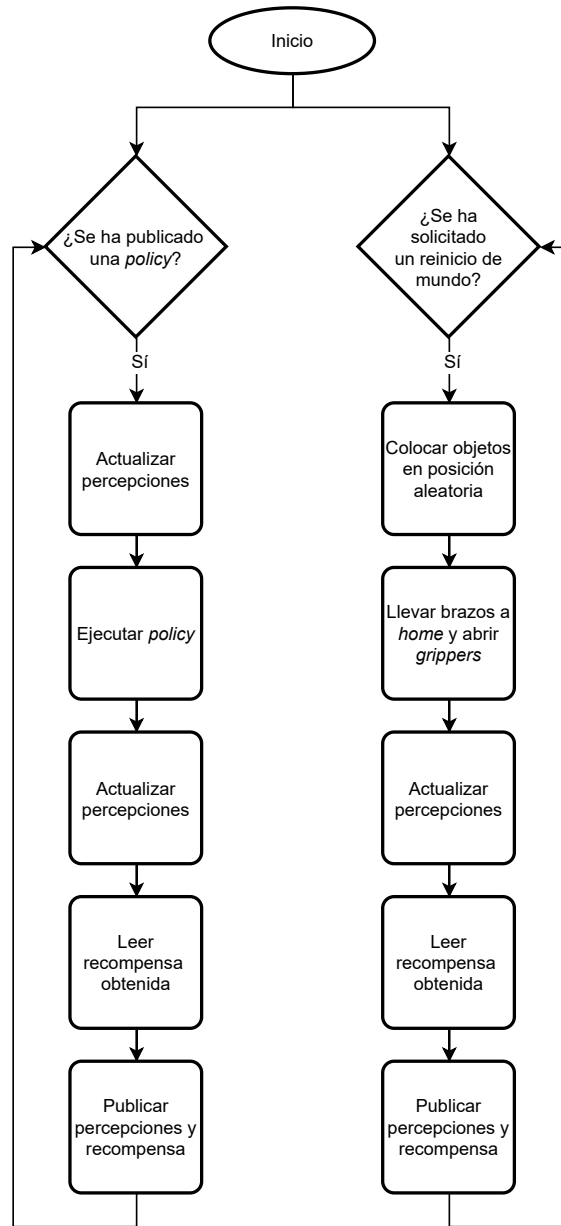 Inicio
¿Se ha publicado
una policy?
Sí
Actualizar
percepciones
Ejecutar policy
Actualizar
percepciones
Leer
recompensa
obtenida
Publicar
percepciones y
recompensa
¿Se ha
solicitado
un reinicio de
mundo?
Sí
Colocar objetos
en posición
aleatoria
Llevar brazos a
home y abrir
grippers
Actualizar
percepciones
Leer
recompensa
obtenida
Publicar
percepciones y
recompensa